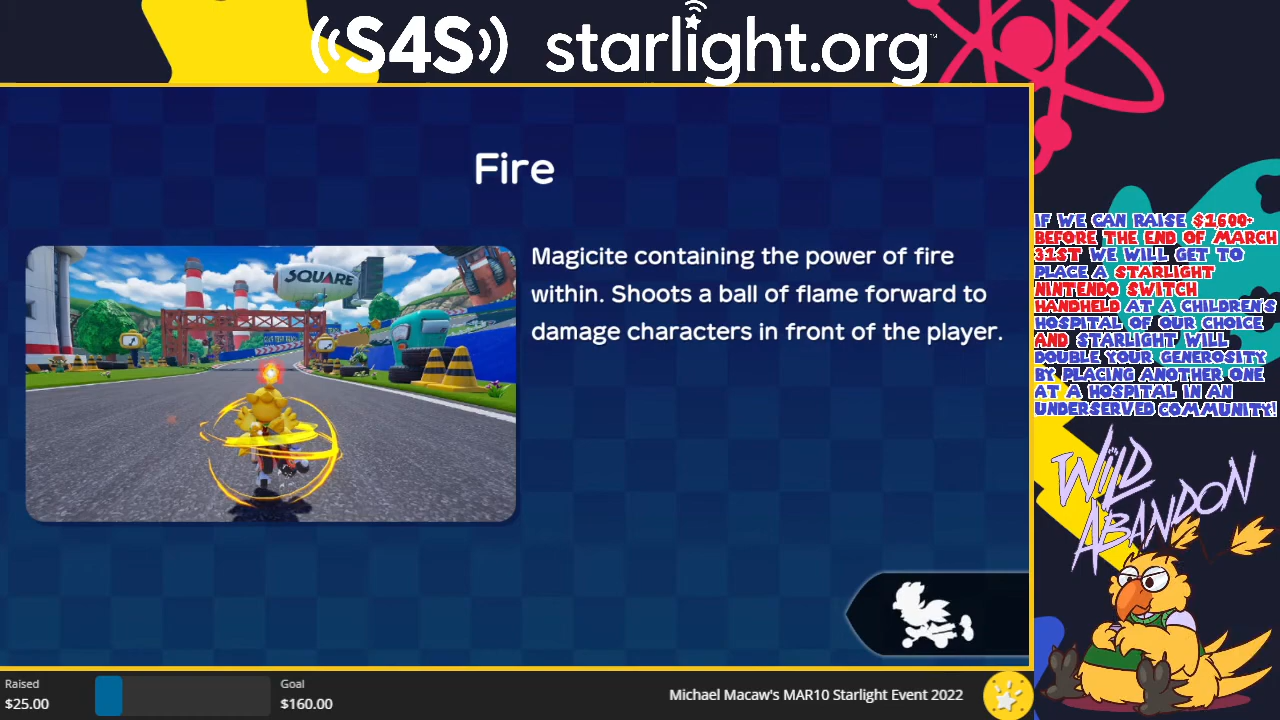 ((S4S)) starlight.org™
Fire
SQUARE
Magicite containing the power of fire
within. Shoots a ball of flame forward to
damage characters in front of the player.
IF WE CAN RAISE $1600+
BEFORE THE END OF MARCH
31ST WE WILL GET TO
PLACE A STARLIGHT
NINTENDO SWITCH
HANDHELD AT A CHILDREN'S
HOSPITAL OF OUR CHOICE
AND STARLIGHT WILL
DOUBLE YOUR GENEROSITY
BY PLACING ANOTHER ONE
AT A HOSPITAL IN AN
UNDERSERVED COMMUNITY!
WILD
ABANDON
Raised
$25.00
Goal
$160.00
Michael Macaw's MAR10 Starlight Event 2022